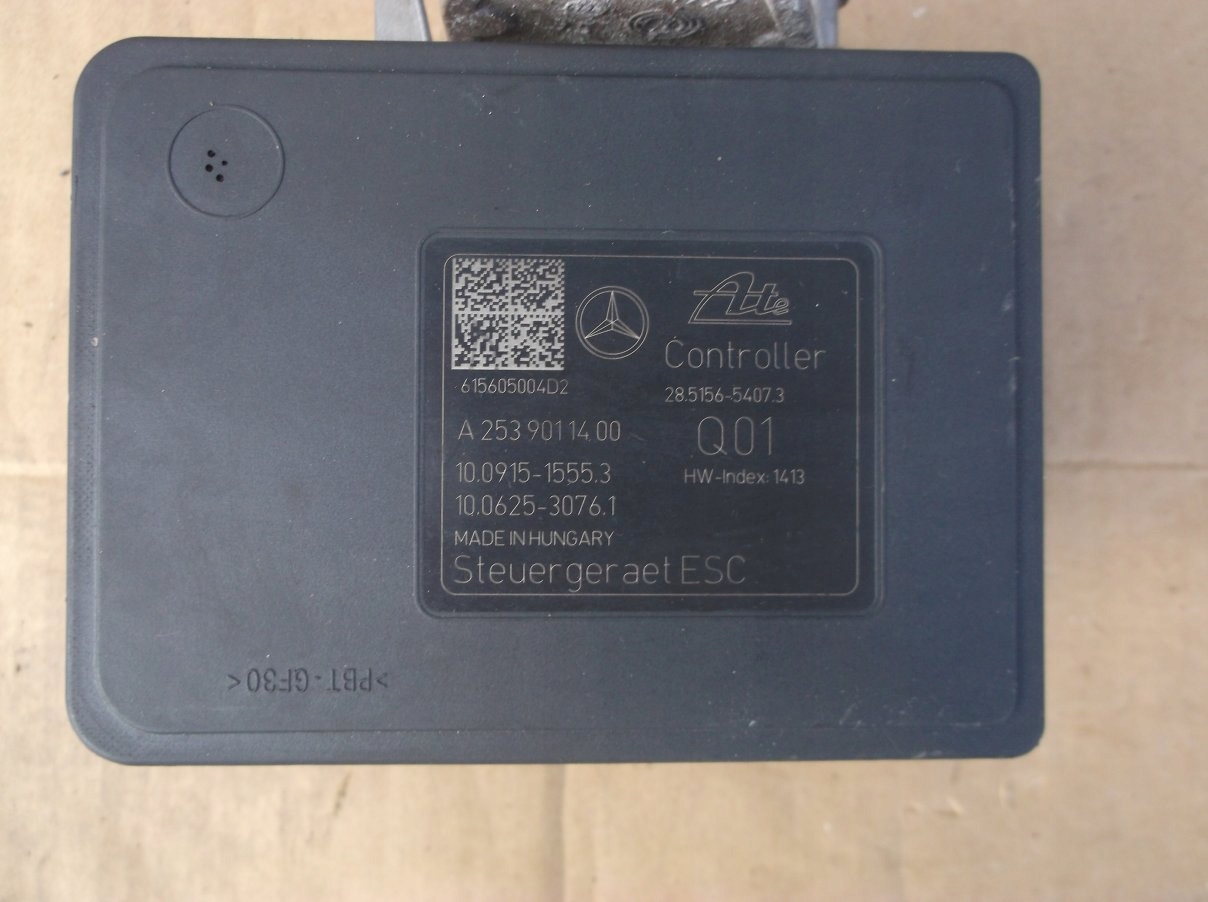 Ate
Controller
615605004D2
28.5156-5407.3
A 253 901 14 00
Q01
10.0915-1555.3
HW-Index: 1413
10.0625-3076.1
MADE IN HUNGARY
Steuergeraet ESC
>PBT-GF30<